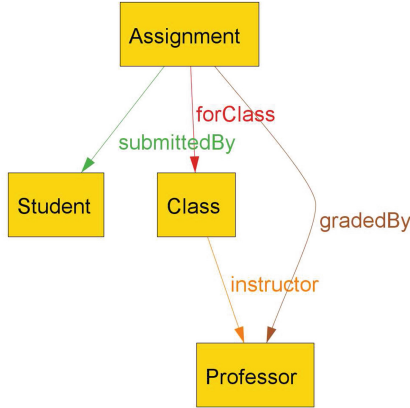 Assignment
forClass
submittedBy
Student
Class
gradedBy
instructor
Professor